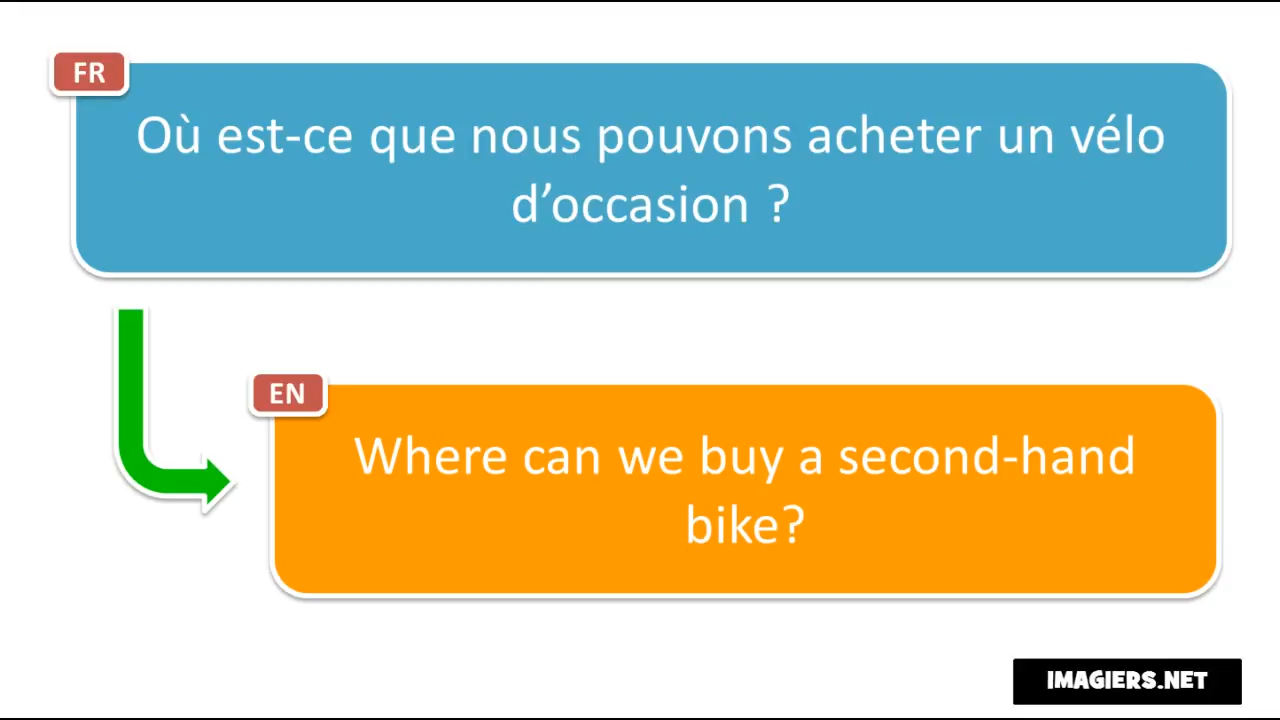 FR
Où est-ce que nous pouvons acheter un vélo
d’occasion ?
EN
Where can we buy a second-hand
bike?
IMAGIERS.NET